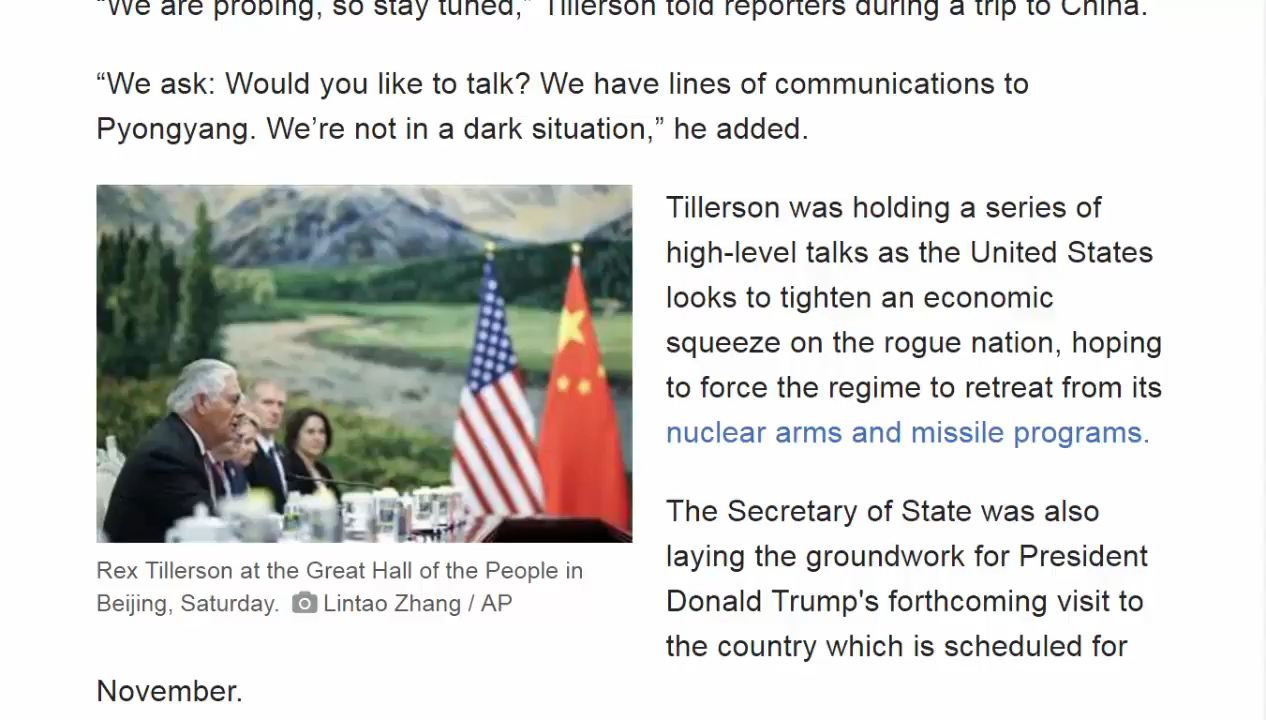 “We are probing, so stay tuned,” Tillerson told reporters during a trip to China.
“We ask: Would you like to talk? We have lines of communications to
Pyongyang. We’re not in a dark situation,” he added.
Tillerson was holding a series of
high-level talks as the United States
looks to tighten an economic
squeeze on the rogue nation, hoping
to force the regime to retreat from its
nuclear arms and missile programs.
Rex Tillerson at the Great Hall of the People in
Beijing, Saturday. Lintao Zhang / AP
The Secretary of State was also
laying the groundwork for President
Donald Trump's forthcoming visit to
the country which is scheduled for
November.